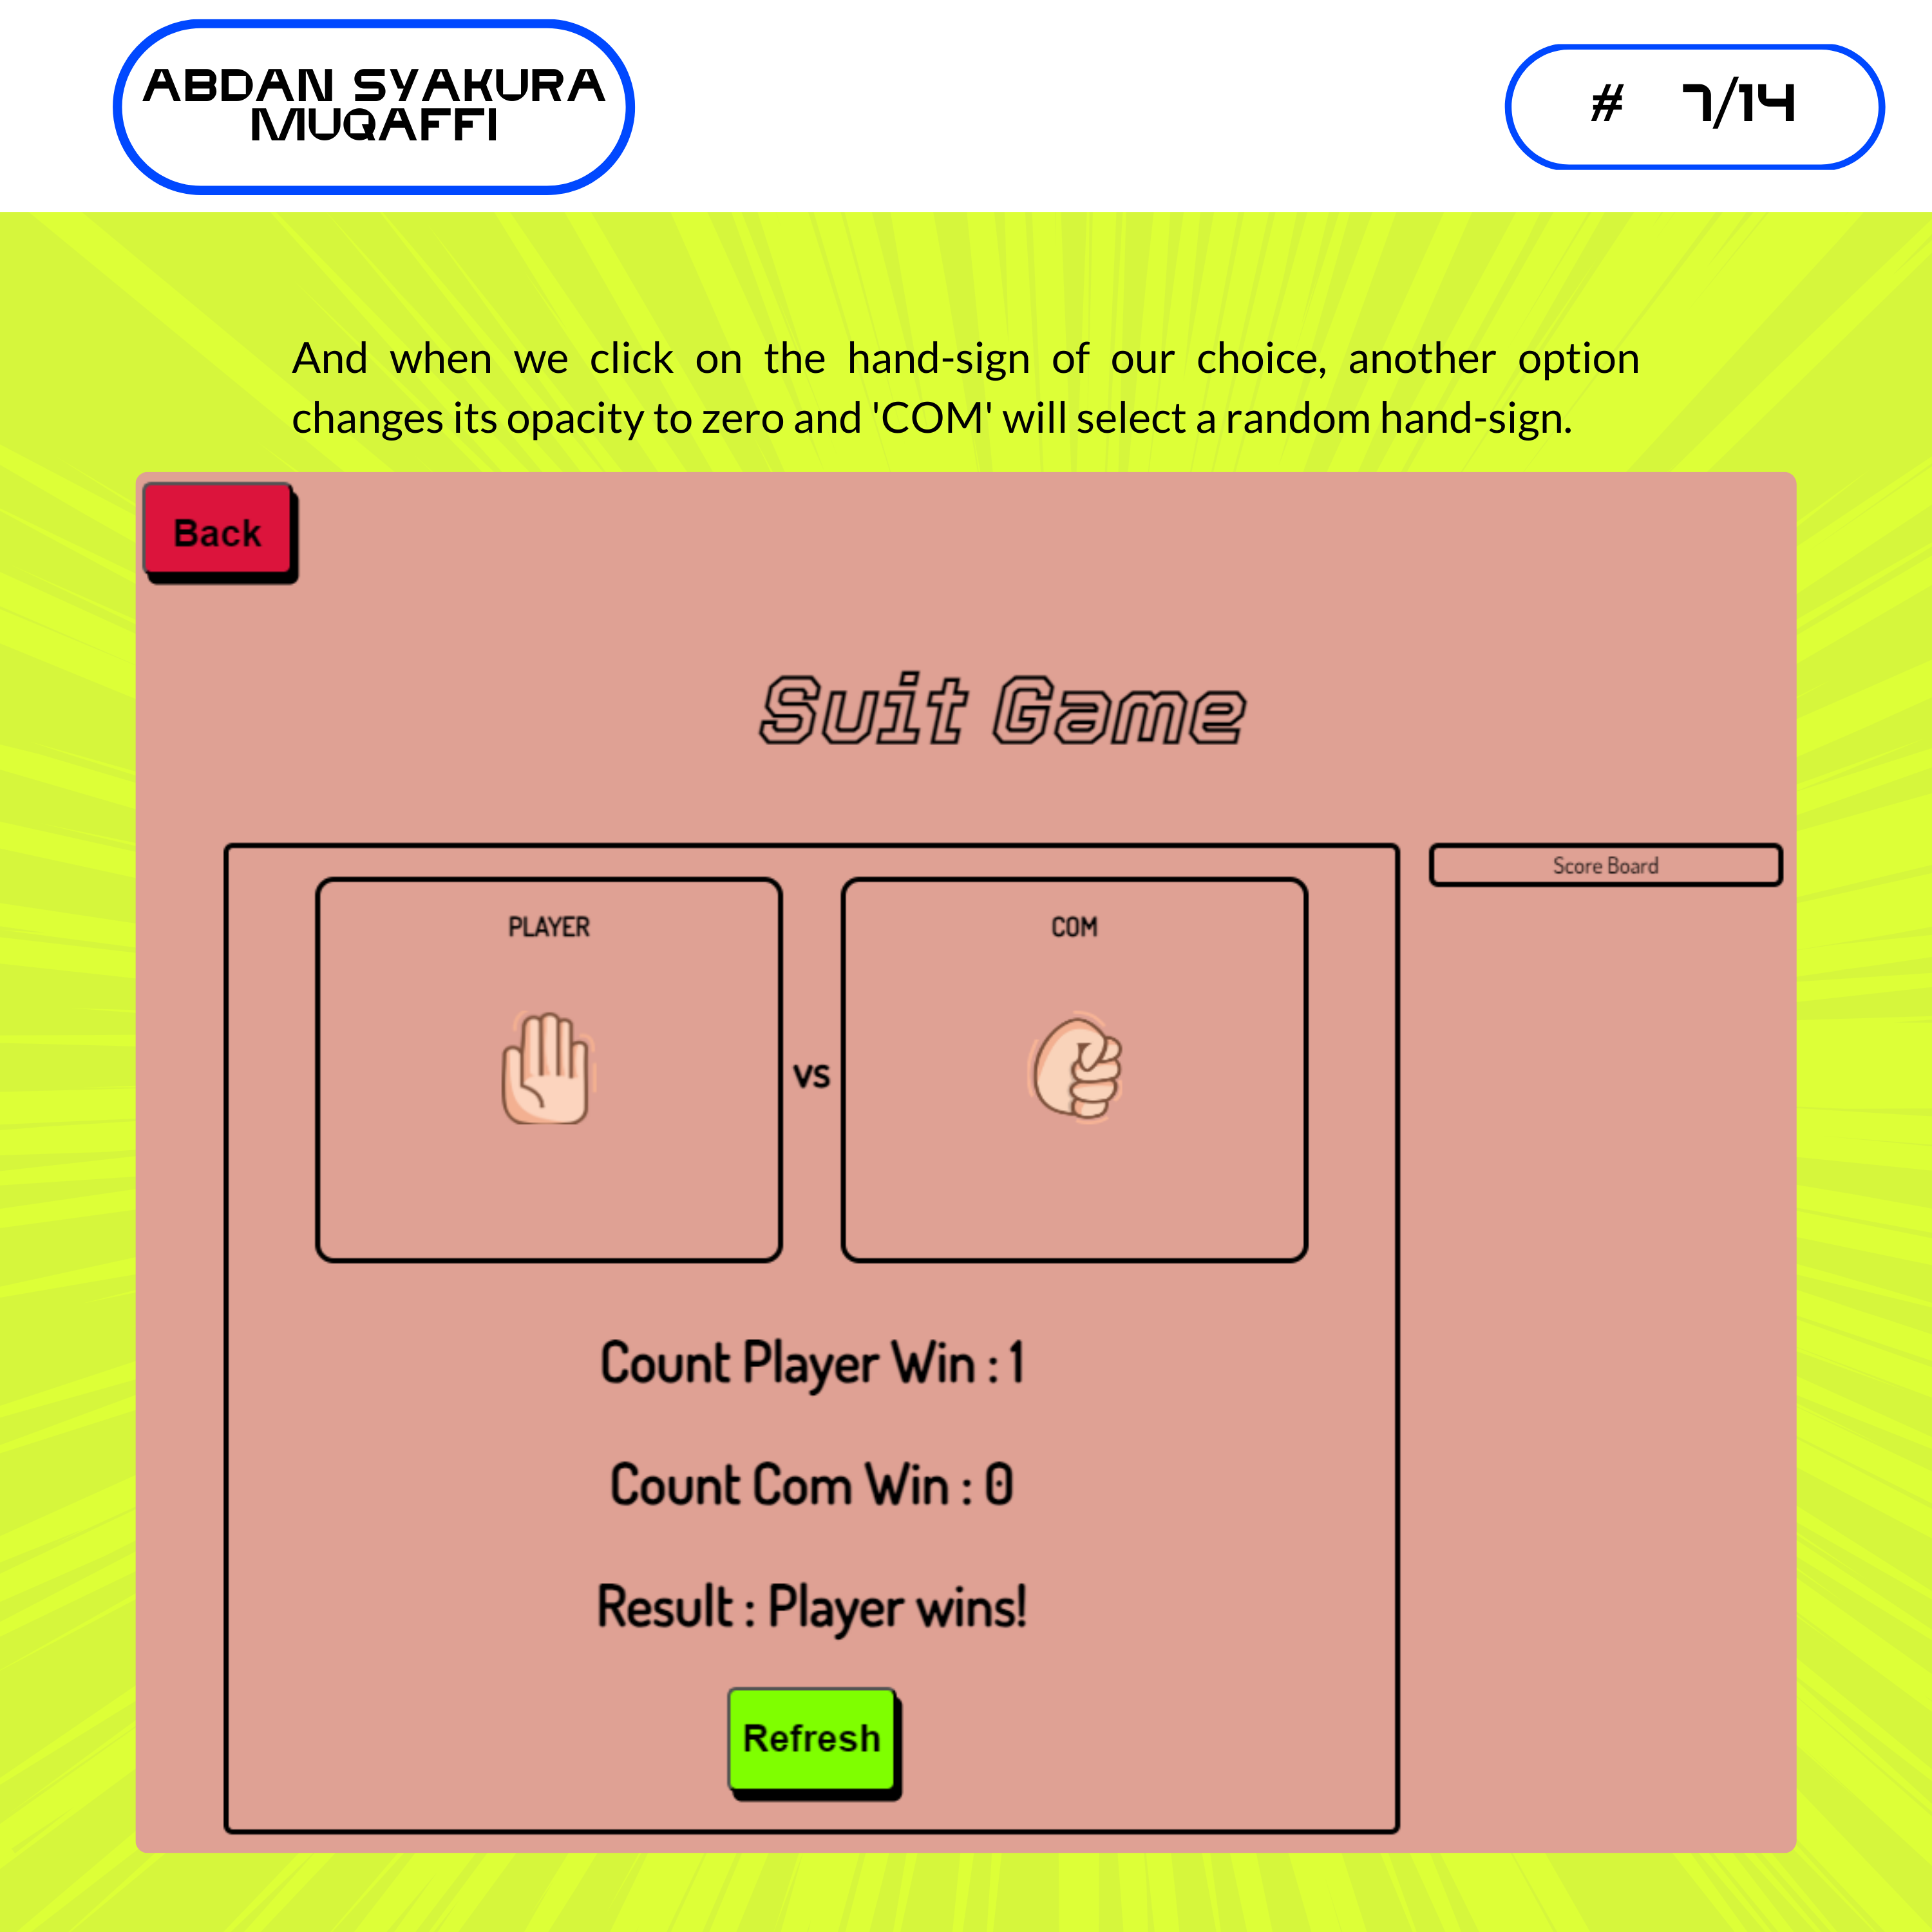 ABDAN SYAKURA
MUQAFFI
# 7/14
And when we click on the hand-sign of our choice, another option
changes its opacity to zero and 'COM' will select a random hand-sign.
Back
Suit Game
Score Board
PLAYER
COM
VS
Count Player Win : 1
Count Com Win : 0
Result : Player wins!
Refresh